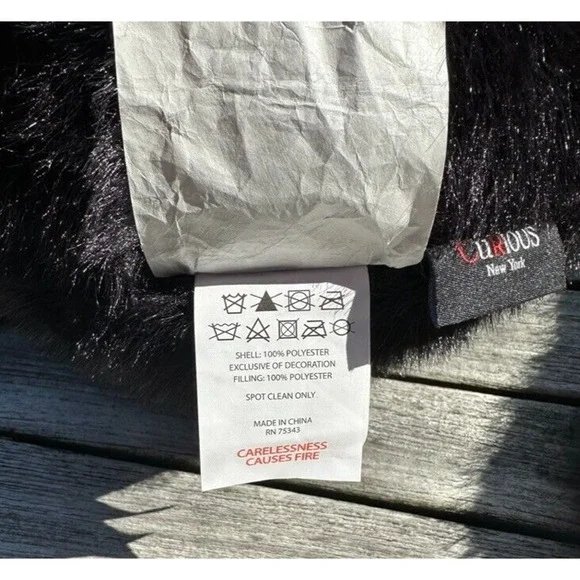 CuRIOUS
New York
SHELL: 100% POLYESTER
EXCLUSIVE OF DECORATION
FILLING: 100% POLYESTER
SPOT CLEAN ONLY
MADE IN CHINA
RN 75343
CARELESSNESS
CAUSES FIRE